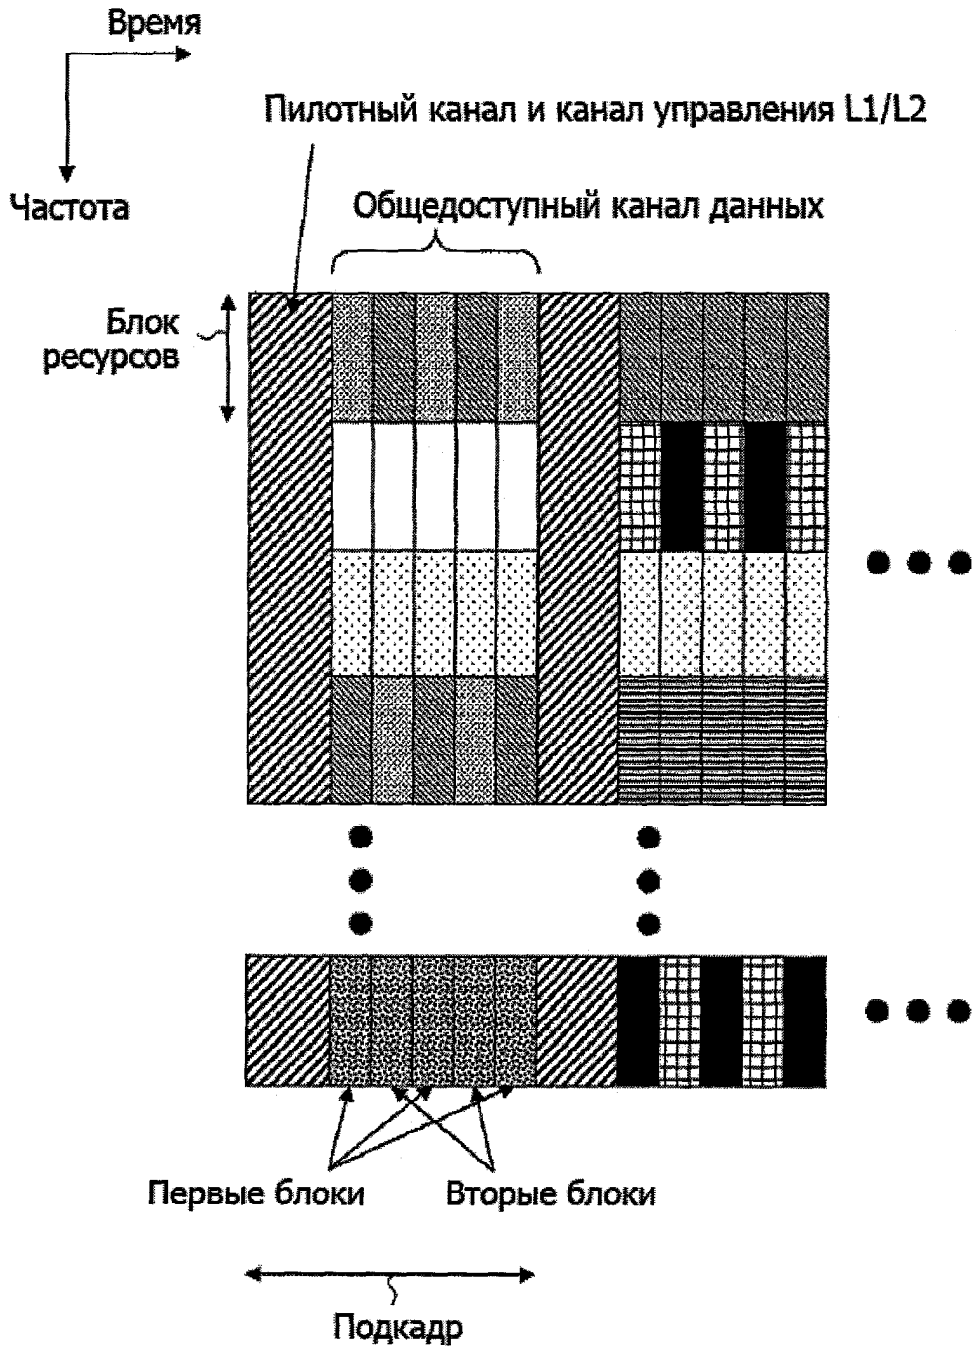 Время
Пилотный канал и канал управления L1/L2
Частота
Общедоступный канал данных
Блок
ресурсов
Первые блоки
Вторые блоки
Подкадр